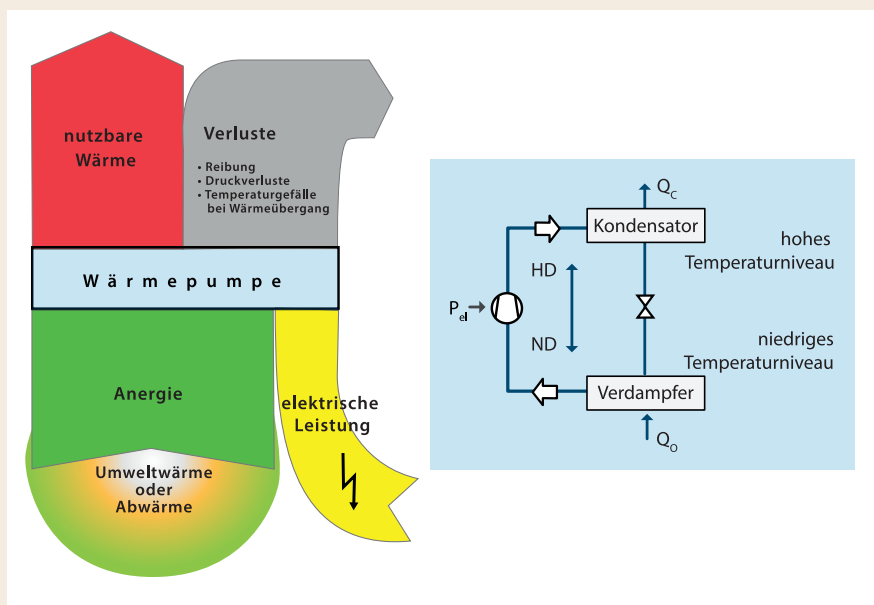 nutzbare
Wärme
Verluste
• Reibung
• Druckverluste
• Temperaturgefälle
bei Wärmeübergang
Wärmepumpe
Anergie
elektrische
Leistung
Umweltwärme
oder
Abwärme
Q_C
Kondensator
hohes
Temperaturniveau
HD
P_el
ND
niedriges
Temperaturniveau
Verdampfer
Q_O